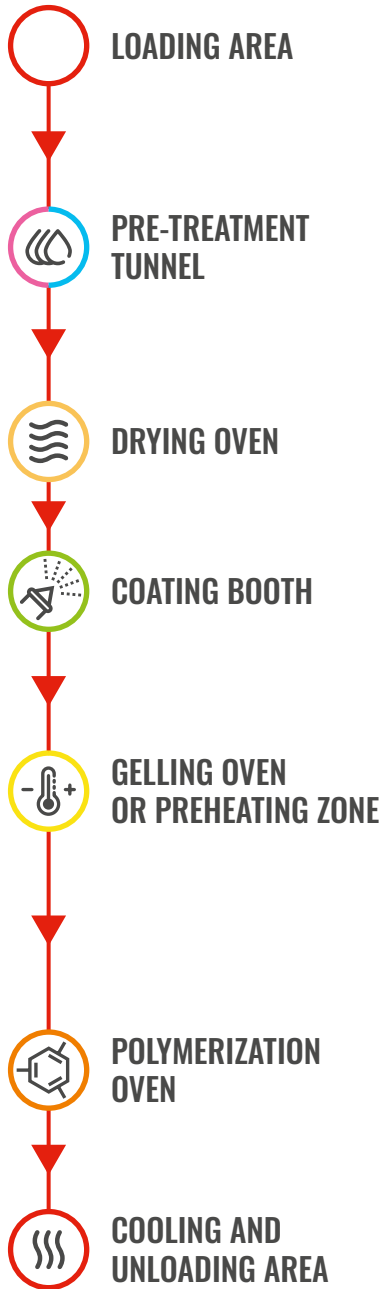 LOADING AREA
PRE-TREATMENT
TUNNEL
DRYING OVEN
COATING BOOTH
GELLING OVEN
OR PREHEATING ZONE
POLYMERIZATION
OVEN
COOLING AND
UNLOADING AREA